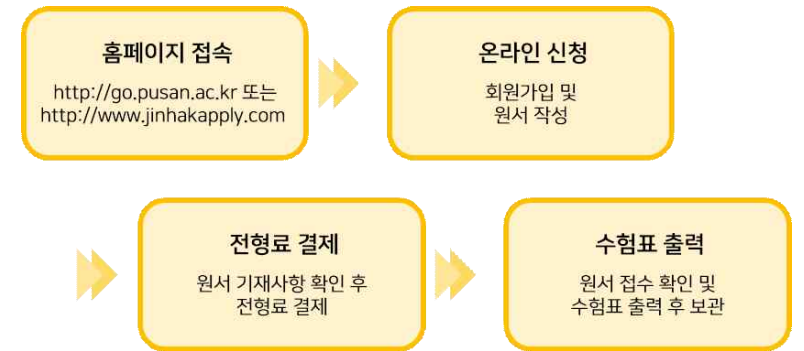 홈페이지 접속
http://go.pusan.ac.kr 또는
http://www.jinhakapply.com
온라인 신청
회원가입 및
원서 작성
전형료 결제
원서 기재사항 확인 후
전형료 결제
수험표 출력
원서 접수 확인 및
수험표 출력 후 보관